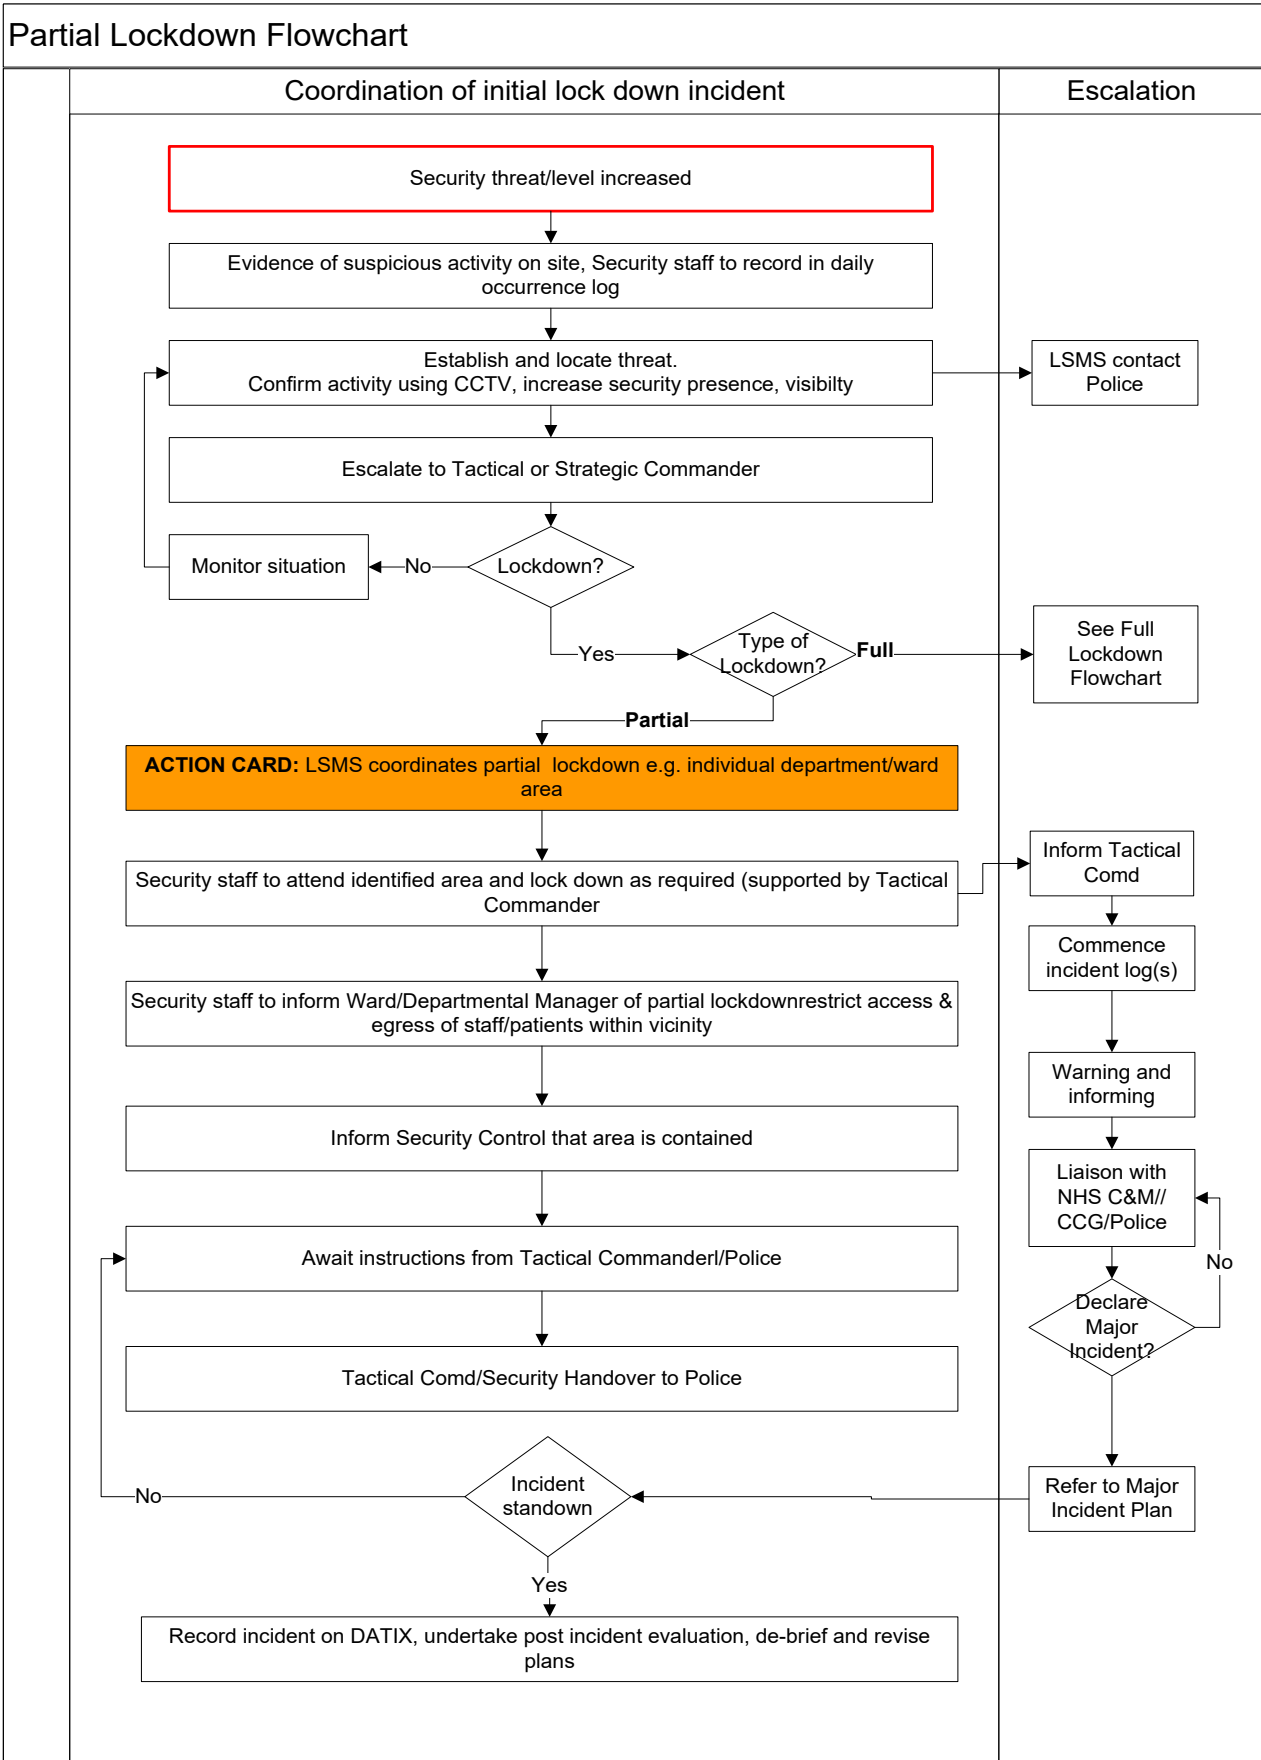 Partial Lockdown Flowchart
Coordination of initial lock down incident
Escalation
Security threat/level increased
Evidence of suspicious activity on site, Security staff to record in daily
occurrence log
Establish and locate threat.
Confirm activity using CCTV, increase security presence, visibilty
LSMS contact
Police
Escalate to Tactical or Strategic Commander
Monitor situation
No
Lockdown?
Yes
Type of
Lockdown?
Full
See Full
Lockdown
Flowchart
Partial
ACTION CARD: LSMS coordinates partial  lockdown e.g. individual department/ward
area
Security staff to attend identified area and lock down as required (supported by Tactical
Commander
Inform Tactical
Comd
Commence
incident log(s)
Security staff to inform Ward/Departmental Manager of partial lockdownrestrict access &
egress of staff/patients within vicinity
Warning and
informing
Inform Security Control that area is contained
Liaison with
NHS C&M//
CCG/Police
No
Await instructions from Tactical Commanderl/Police
Declare
Major
Incident?
Tactical Comd/Security Handover to Police
Incident
standown
No
Refer to Major
Incident Plan
Yes
Record incident on DATIX, undertake post incident evaluation, de-brief and revise
plans